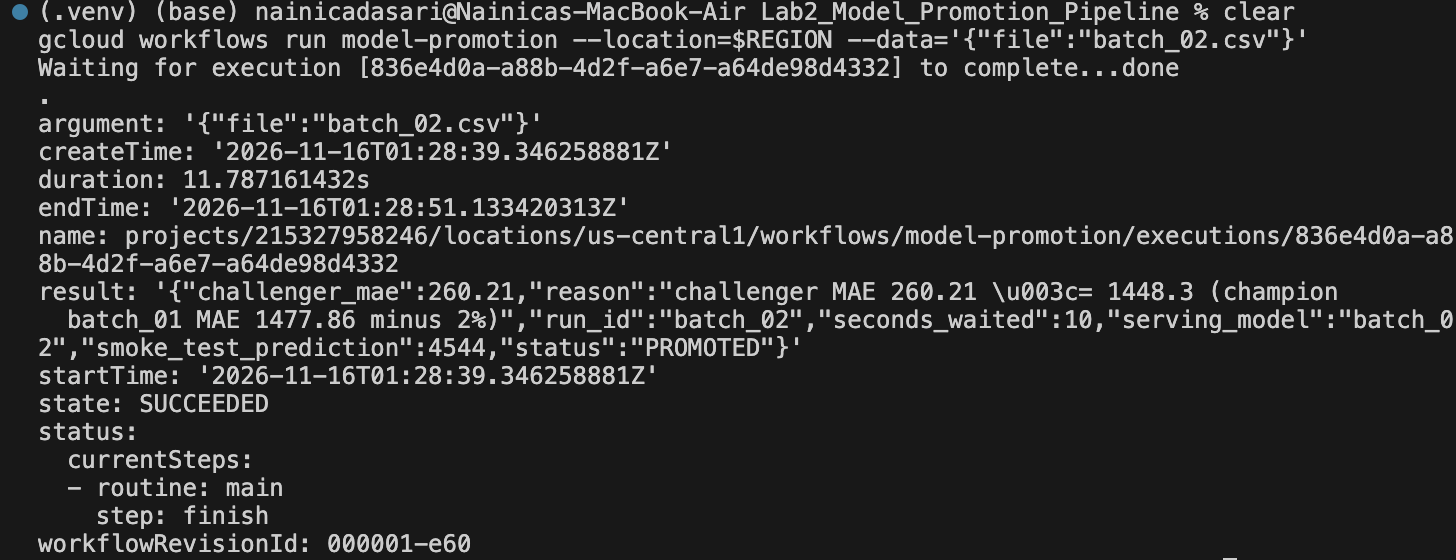 (.venv) (base) nainicadasari@Nainicas-MacBook-Air Lab2_Model_Promotion_Pipeline % clear
gcloud workflows run model-promotion --location=$REGION --data='{"file":"batch_02.csv"}'
Waiting for execution [836e4d0a-a88b-4d2f-a6e7-a64de98d4332] to complete...done
.
argument: '{"file":"batch_02.csv"}'
createTime: '2026-11-16T01:28:39.346258881Z'
duration: 11.787161432s
endTime: '2026-11-16T01:28:51.133420313Z'
name: projects/215327958246/locations/us-central1/workflows/model-promotion/executions/836e4d0a-a8
8b-4d2f-a6e7-a64de98d4332
result: '{"challenger_mae":260.21,"reason":"challenger MAE 260.21 \u003c= 1448.3 (champion
  batch_01 MAE 1477.86 minus 2%)","run_id":"batch_02","seconds_waited":10,"serving_model":"batch_0
2","smoke_test_prediction":4544,"status":"PROMOTED"}'
startTime: '2026-11-16T01:28:39.346258881Z'
state: SUCCEEDED
status:
  currentSteps:
  - routine: main
    step: finish
workflowRevisionId: 000001-e60